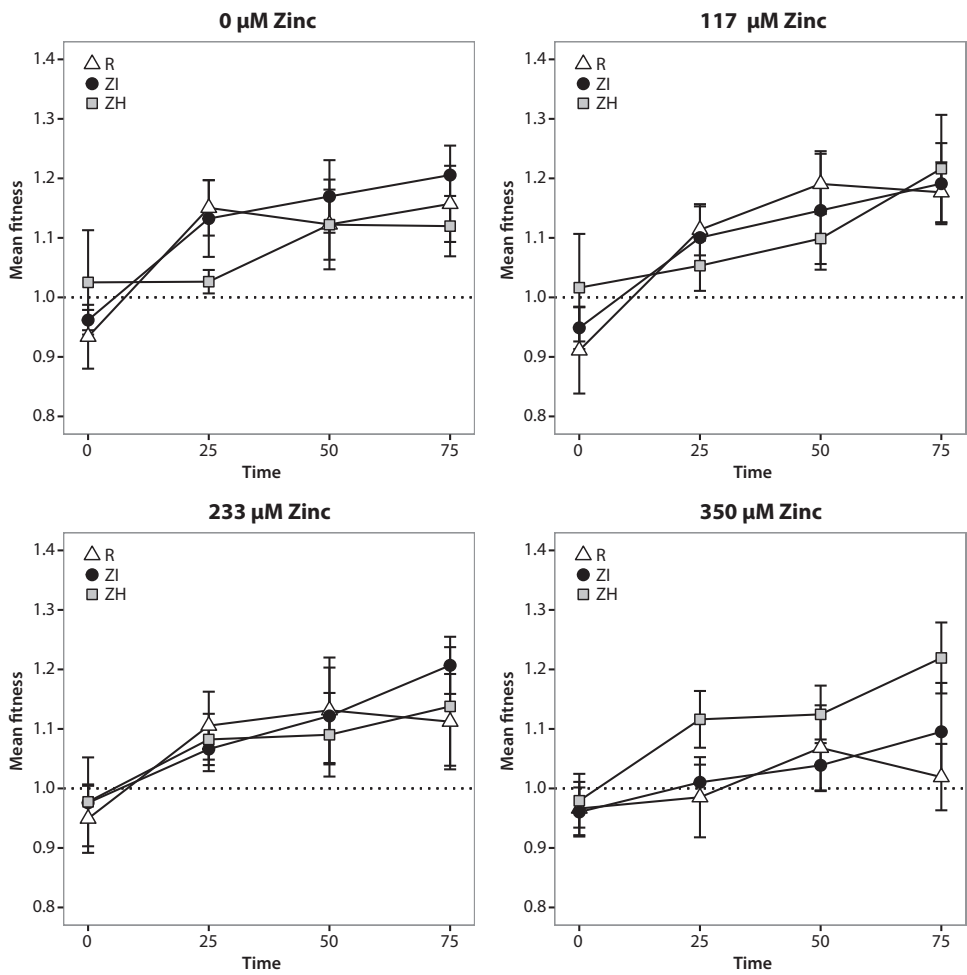 0 µM Zinc
1.4
1.3
1.2
1.1
1.0
0.9
0.8
Mean fitness
R
ZI
ZH
0 25 50 75
Time
117 µM Zinc
1.4
1.3
1.2
1.1
1.0
0.9
0.8
Mean fitness
R
ZI
ZH
0 25 50 75
Time
233 µM Zinc
1.4
1.3
1.2
1.1
1.0
0.9
0.8
Mean fitness
R
ZI
ZH
0 25 50 75
Time
350 µM Zinc
1.4
1.3
1.2
1.1
1.0
0.9
0.8
Mean fitness
R
ZI
ZH
0 25 50 75
Time